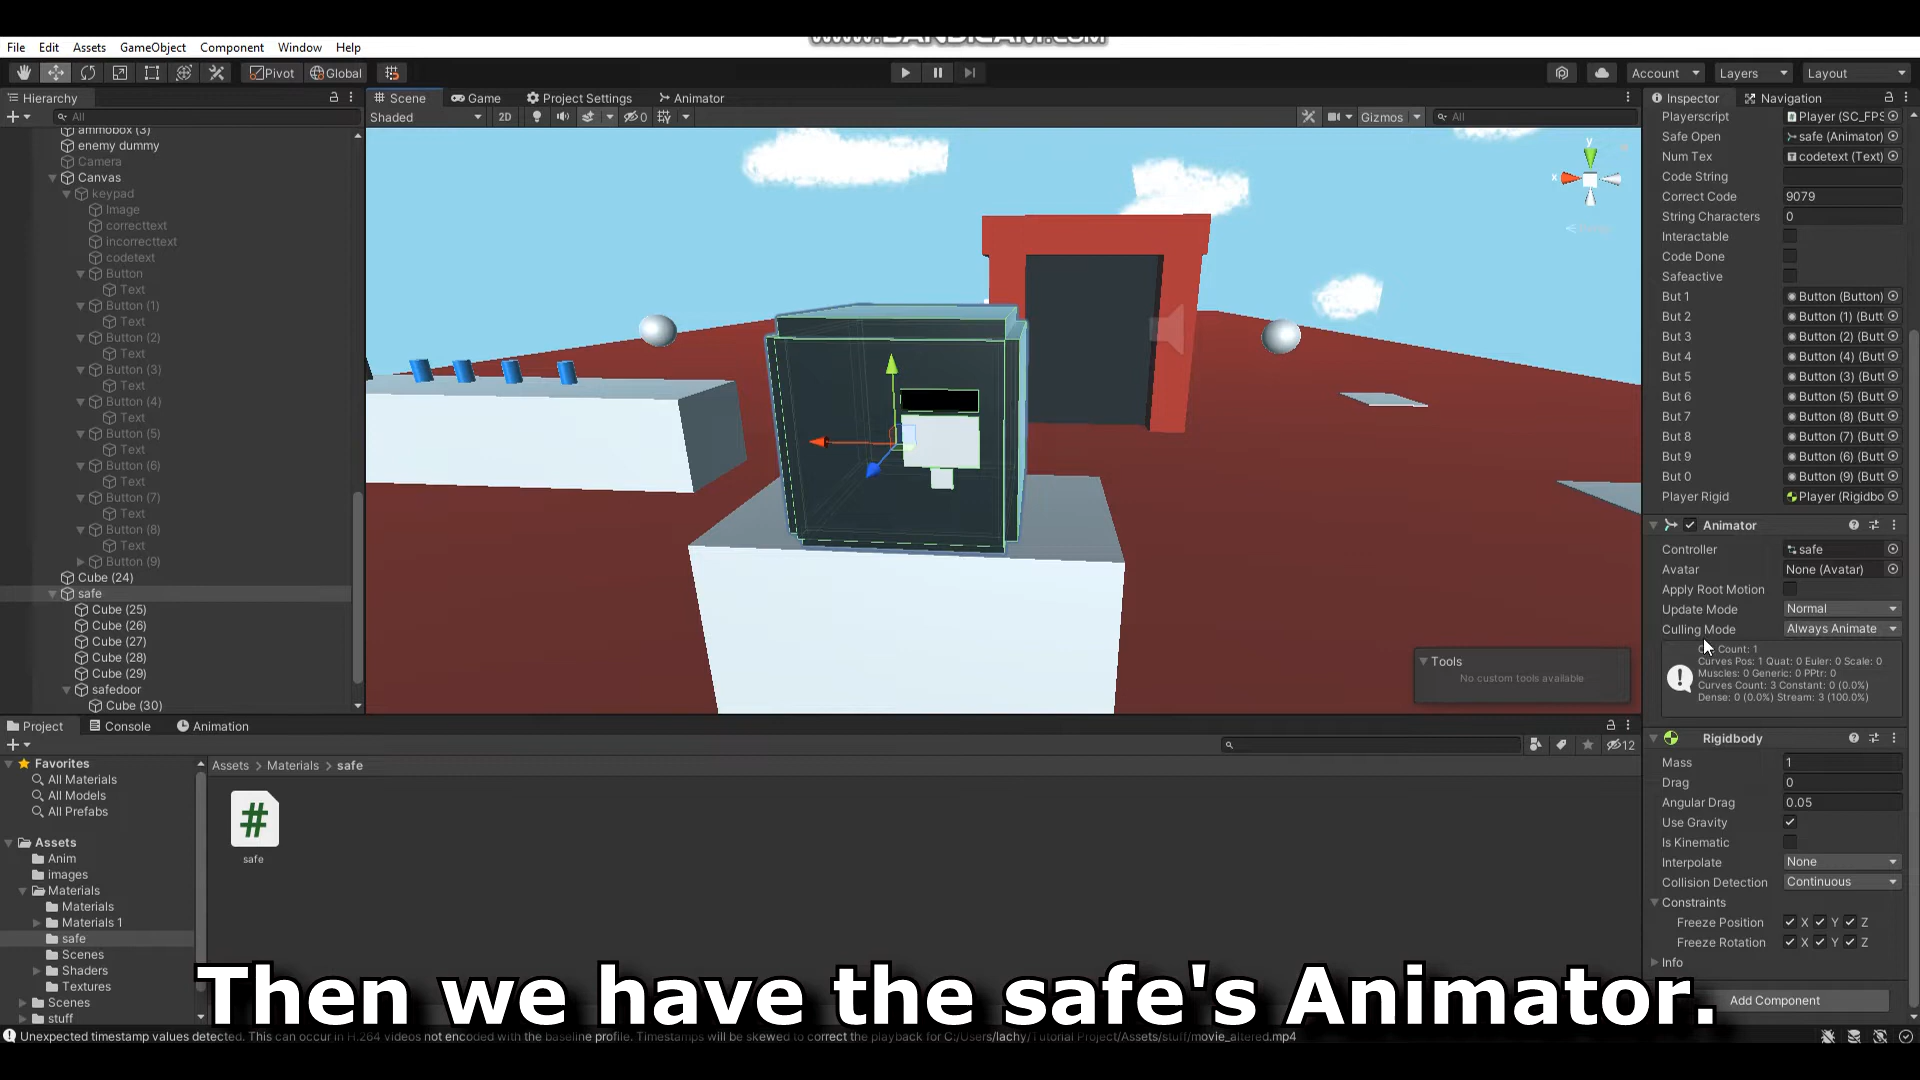 www.BANDICAM.COM
File Edit Assets GameObject Component Window Help
Pivot Global Account Layers Layout
Hierarchy
All
ammobox (3)
enemy dummy
Camera
Canvas
keypad
Image
correcttext
incorrecttext
codetext
Button
Text
Button (1)
Text
Button (2)
Text
Button (3)
Text
Button (4)
Text
Button (5)
Text
Button (6)
Text
Button (7)
Text
Button (8)
Text
Button (9)
Cube (24)
safe
Cube (25)
Cube (26)
Cube (27)
Cube (28)
Cube (29)
safedoor
Cube (30)
Scene Game Project Settings Animator
Shaded 2D 0 Gizmos All
y
x
Tools
No custom tools available
Inspector Navigation
Playerscript Player (SC_FPS
Safe Open safe (Animator)
Num Tex codetext (Text)
Code String
Correct Code 9079
String Characters 0
Interactable
Code Done
Safeactive
But 1 Button (Button)
But 2 Button (1) (Butt
But 3 Button (2) (Butt
But 4 Button (4) (Butt
But 5 Button (3) (Butt
But 6 Button (5) (Butt
But 7 Button (8) (Butt
But 8 Button (7) (Butt
But 9 Button (6) (Butt
But 0 Button (9) (Butt
Player Rigid Player (Rigidbo
Animator
Controller safe
Avatar None (Avatar)
Apply Root Motion
Update Mode Normal
Culling Mode Always Animate
Count: 1
Curves Pos: 1 Quat: 0 Euler: 0 Scale: 0
Muscles: 0 Generic: 0 PPtr: 0
Curves Count: 3 Constant: 0 (0.0%)
Dense: 0 (0.0%) Stream: 3 (100.0%)
Rigidbody
Mass 1
Drag 0
Angular Drag 0.05
Use Gravity
Is Kinematic
Interpolate None
Collision Detection Continuous
Constraints
Freeze Position X Y Z
Freeze Rotation X Y Z
Info
Add Component
Project Console Animation
12
Favorites
All Materials
All Models
All Prefabs
Assets
Anim
images
Materials
Materials
Materials 1
safe
Scenes
Shaders
Textures
Scenes
stuff
Assets > Materials > safe
#
safe
Then we have the safe's Animator.
Unexpected timestamp values detected. This can occur in H.264 videos not encoded with the baseline profile. Timestamps will be skewed to correct the playback for C:/Users/lachy/Tutorial Project/Assets/stuff/movie_altered.mp4